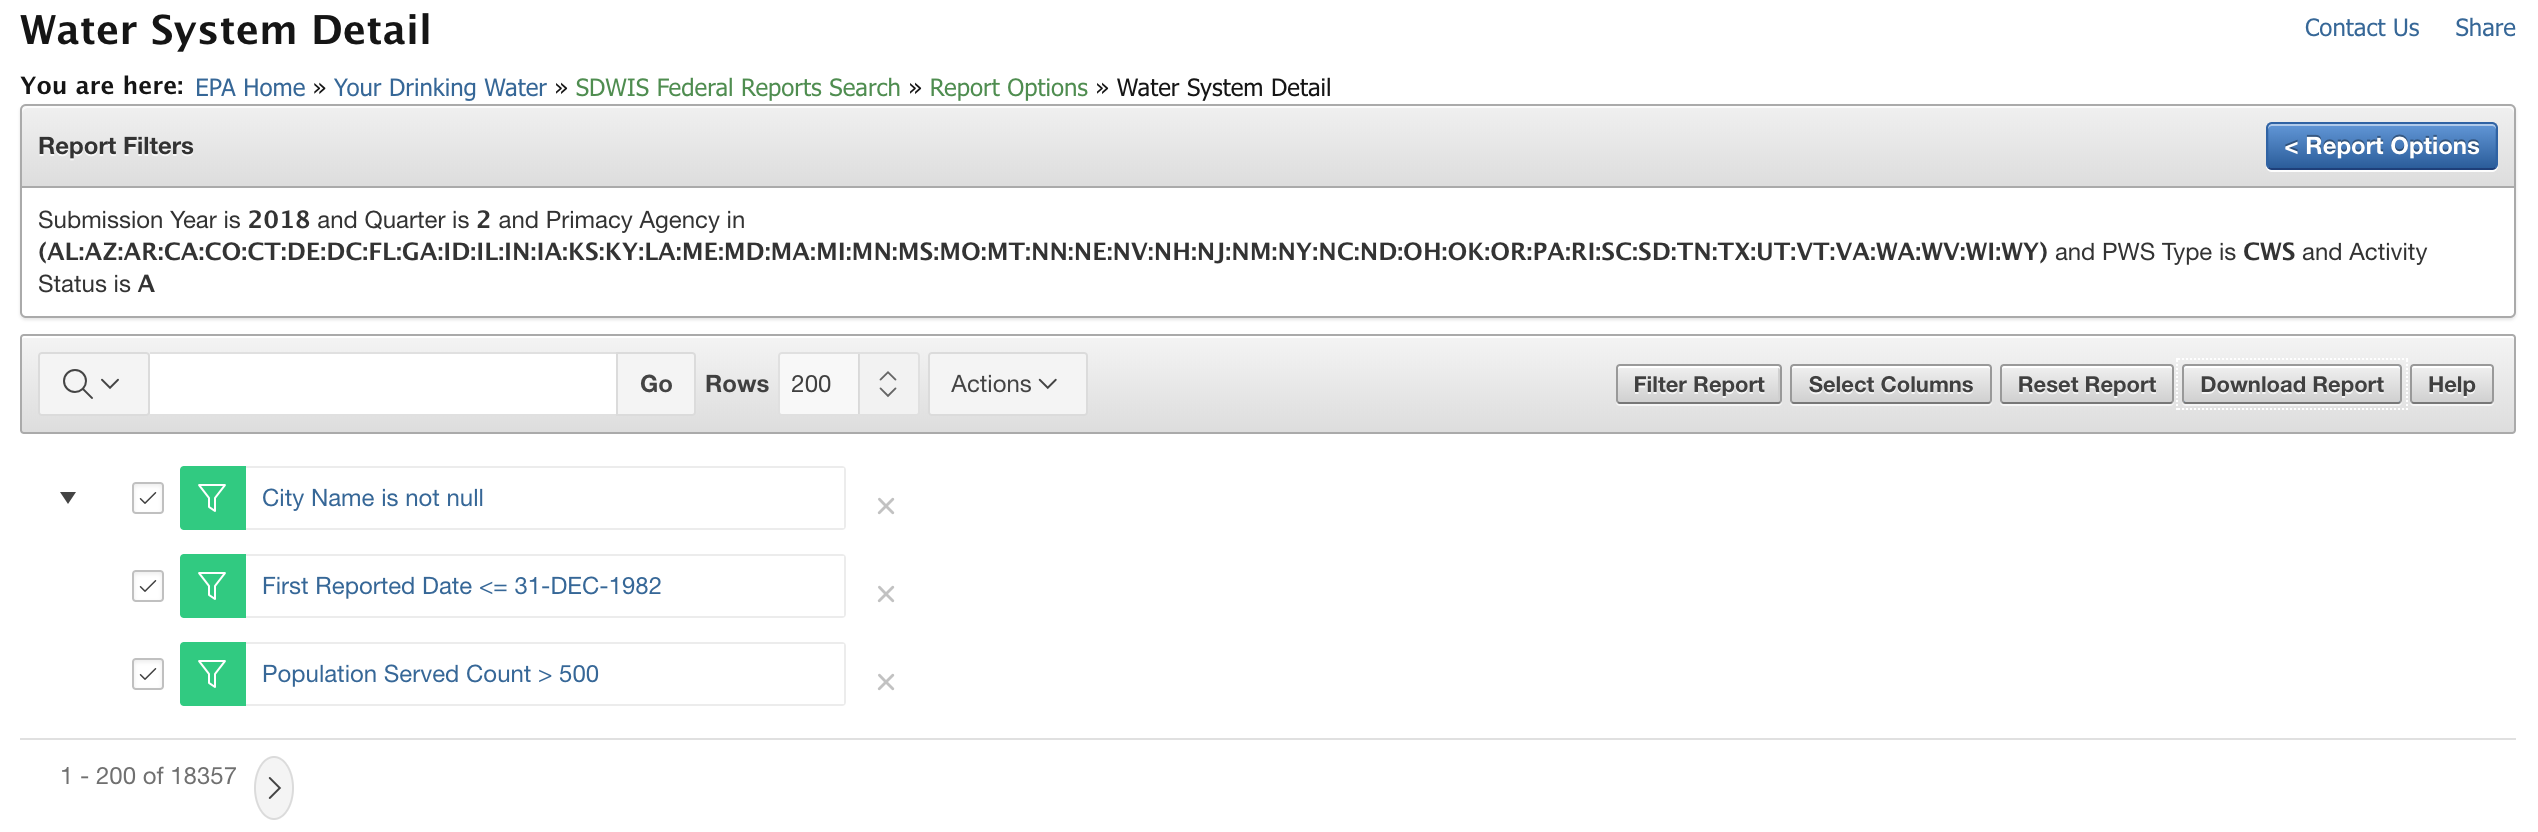 Water System Detail
Contact Us Share
You are here: EPA Home » Your Drinking Water » SDWIS Federal Reports Search » Report Options » Water System Detail
Report Filters
< Report Options
Submission Year is 2018 and Quarter is 2 and Primacy Agency in
(AL:AZ:AR:CA:CO:CT:DE:DC:FL:GA:ID:IL:IN:IA:KS:KY:LA:ME:MD:MA:MI:MN:MS:MO:MT:NN:NE:NV:NH:NJ:NM:NY:NC:ND:OH:OK:OR:PA:RI:SC:SD:TN:TX:UT:VT:VA:WA:WV:WI:WY) and PWS Type is CWS and Activity
Status is A
Go Rows 200 Actions Filter Report Select Columns Reset Report Download Report Help
City Name is not null
First Reported Date <= 31-DEC-1982
Population Served Count > 500
1 - 200 of 18357